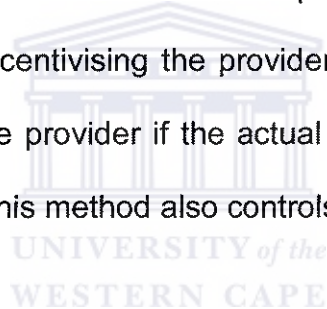 centivising the provider
e provider if the actual
his method also controls
UNIVERSITY of the
WESTERN CAPE